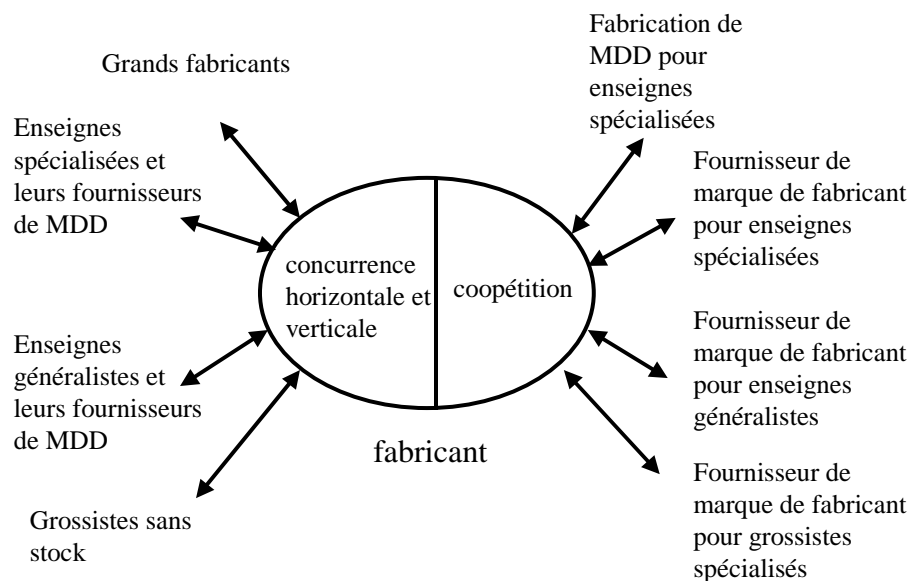 Grands fabricants
Enseignes
spécialisées et
leurs fournisseurs
de MDD
Enseignes
généralistes et
leurs fournisseurs
de MDD
Grossistes sans
stock
concurrence
horizontale et
verticale
coopétition
fabricant
Fabrication de
MDD pour
enseignes
spécialisées
Fournisseur de
marque de fabricant
pour enseignes
spécialisées
Fournisseur de
marque de fabricant
pour enseignes
généralistes
Fournisseur de
marque de fabricant
pour grossistes
spécialisés